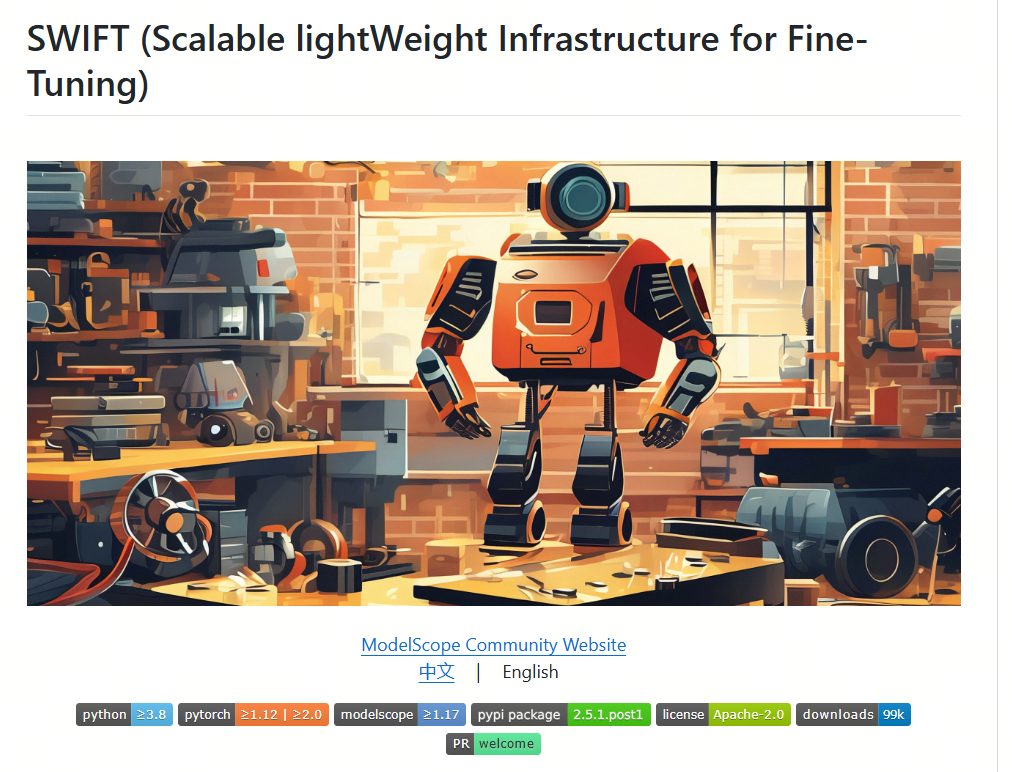 SWIFT (Scalable lightWeight Infrastructure for Fine-
Tuning)
ModelScope Community Website
中文 | English
python ≥3.8 pytorch ≥1.12 | ≥2.0 modelscope ≥1.17 pypi package 2.5.1.post1 license Apache-2.0 downloads 99k
PR welcome